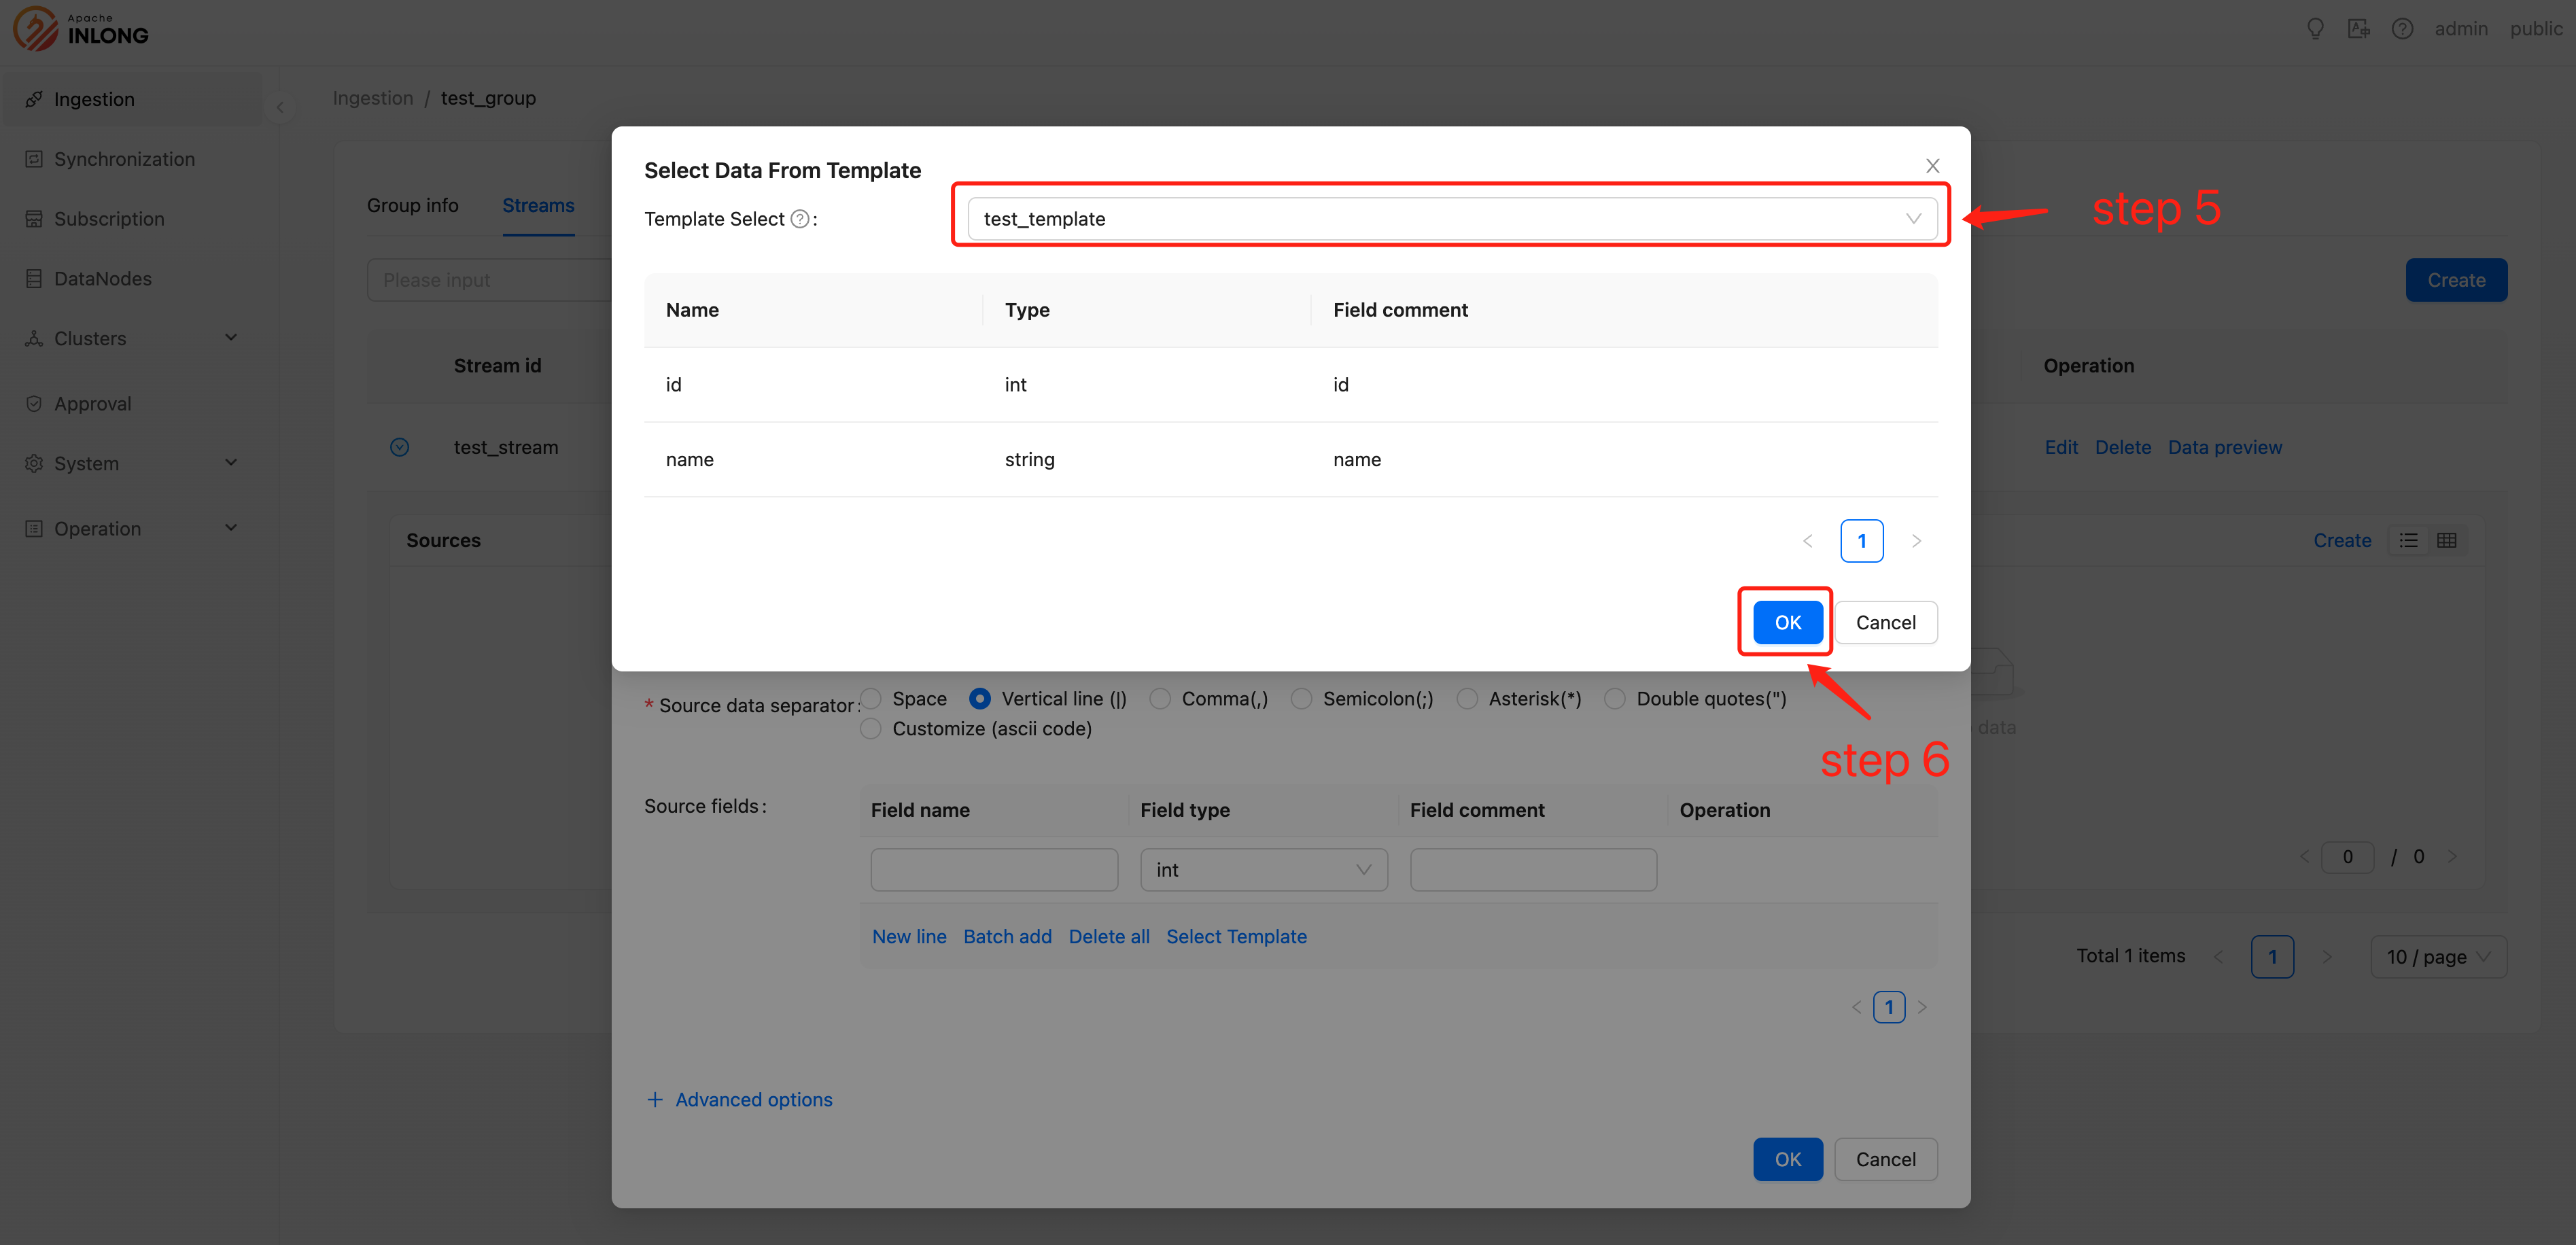 Apache
INLONG
admin
public
Ingestion
Synchronization
Subscription
DataNodes
Clusters
Approval
System
Operation
Ingestion / test_group
Group info
Streams
Please input
Create
Stream id
Operation
test_stream
Edit Delete Data preview
Sources
Create
data
0 / 0
Total 1 items
1
10 / page
Select Data From Template
Template Select ? :
test_template
step 5
Name Type Field comment
id int id
name string name
1
OK
Cancel
step 6
* Source data separator:
Space Vertical line (|) Comma(,) Semicolon(;) Asterisk(*) Double quotes(")
Customize (ascii code)
Source fields:
Field name Field type Field comment Operation
int
New line Batch add Delete all Select Template
1
+ Advanced options
OK
Cancel